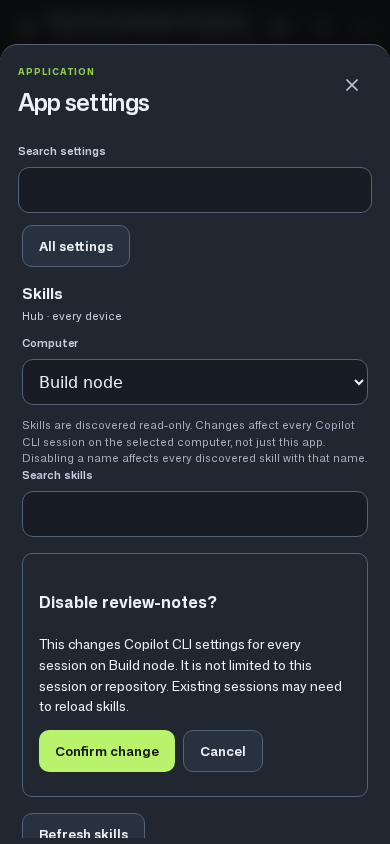 APPLICATION
App settings
Search settings
All settings
Skills
Hub · every device
Computer
Build node
Skills are discovered read-only. Changes affect every Copilot
CLI session on the selected computer, not just this app.
Disabling a name affects every discovered skill with that name.
Search skills
Disable review-notes?
This changes Copilot CLI settings for every
session on Build node. It is not limited to this
session or repository. Existing sessions may need
to reload skills.
Confirm change
Cancel
Refresh skills